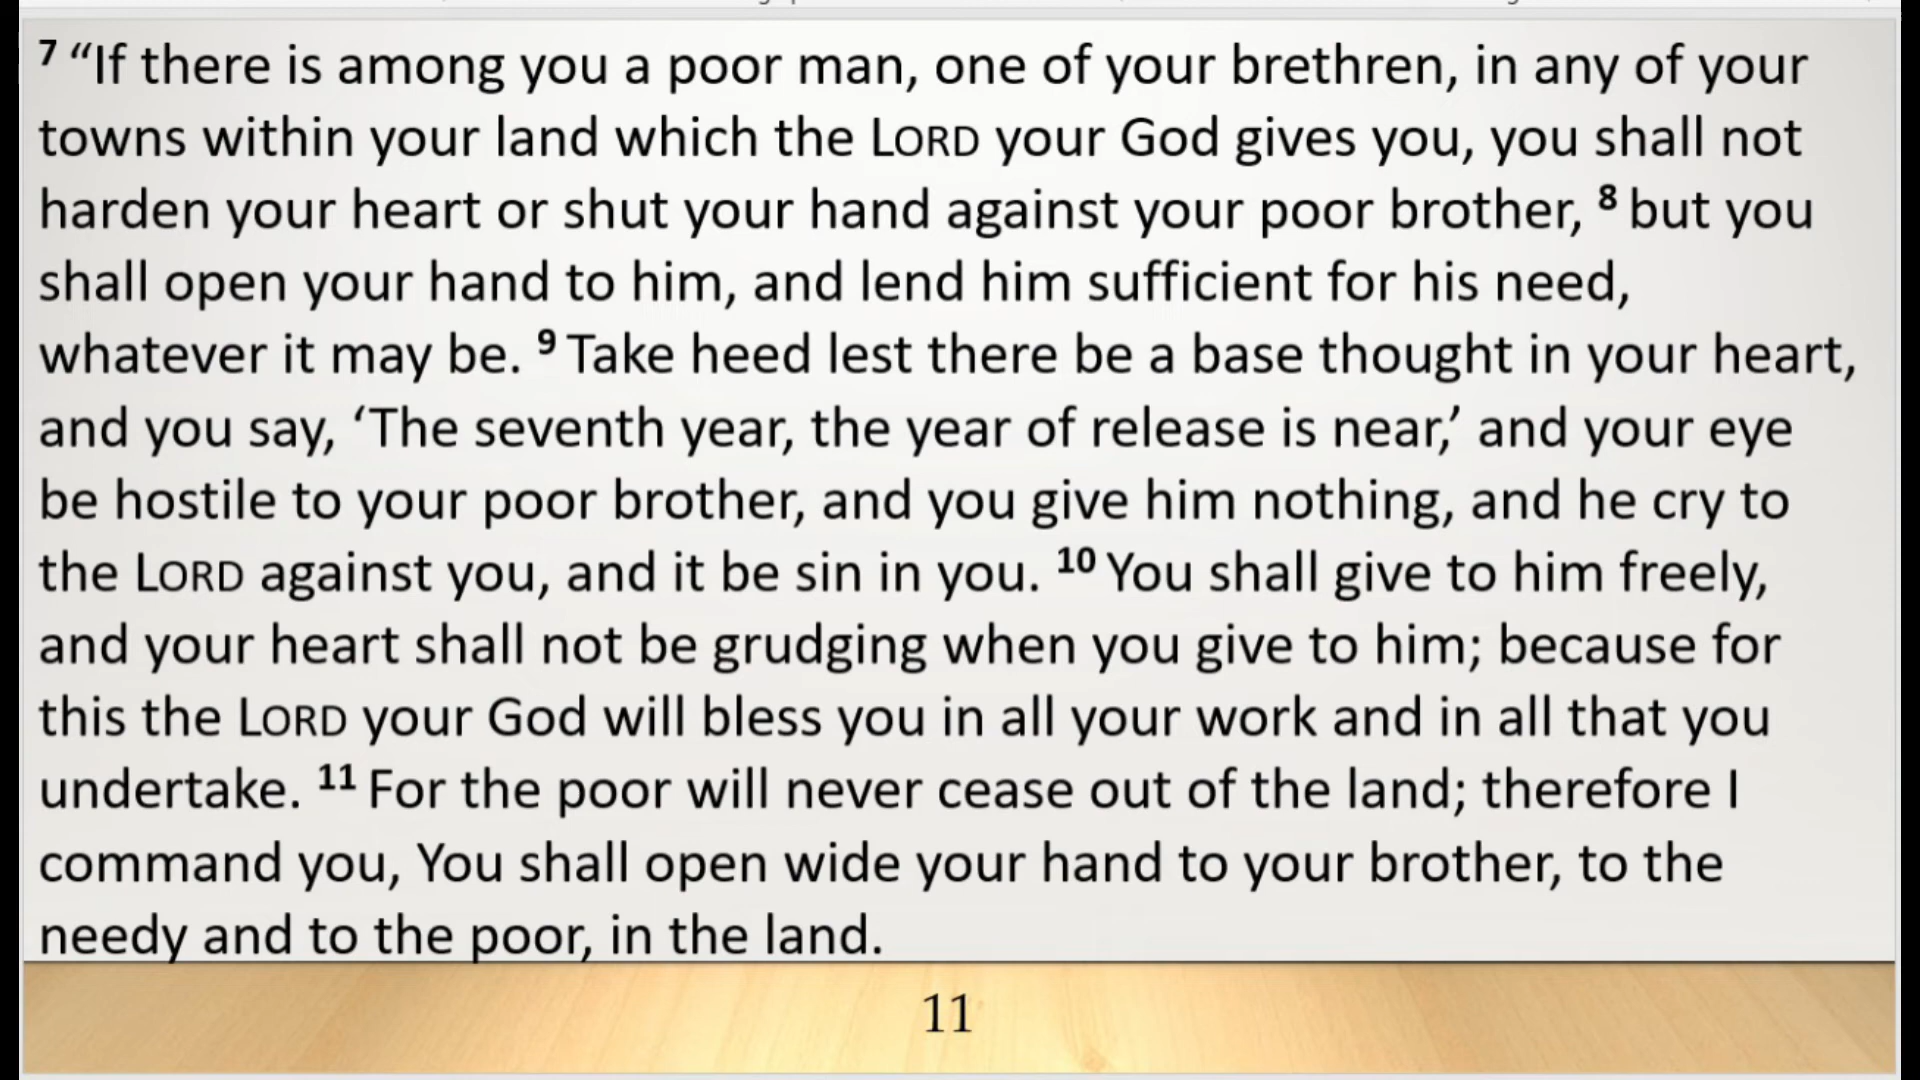 7 “If there is among you a poor man, one of your brethren, in any of your
towns within your land which the LORD your God gives you, you shall not
harden your heart or shut your hand against your poor brother, 8 but you
shall open your hand to him, and lend him sufficient for his need,
whatever it may be. 9 Take heed lest there be a base thought in your heart,
and you say, ‘The seventh year, the year of release is near,’ and your eye
be hostile to your poor brother, and you give him nothing, and he cry to
the LORD against you, and it be sin in you. 10 You shall give to him freely,
and your heart shall not be grudging when you give to him; because for
this the LORD your God will bless you in all your work and in all that you
undertake. 11 For the poor will never cease out of the land; therefore I
command you, You shall open wide your hand to your brother, to the
needy and to the poor, in the land.
11